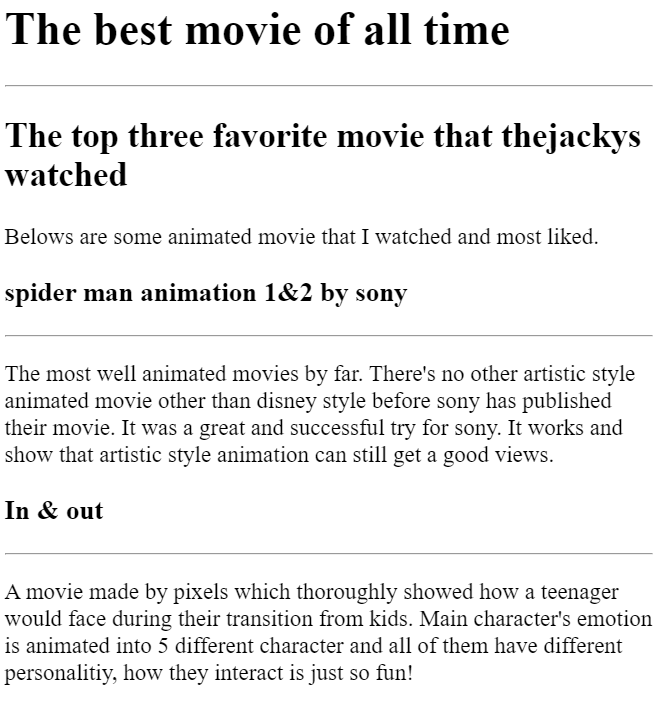 The best movie of all time
The top three favorite movie that thejackys
watched
Belows are some animated movie that I watched and most liked.
spider man animation 1&2 by sony
The most well animated movies by far. There's no other artistic style
animated movie other than disney style before sony has published
their movie. It was a great and successful try for sony. It works and
show that artistic style animation can still get a good views.
In & out
A movie made by pixels which thoroughly showed how a teenager
would face during their transition from kids. Main character's emotion
is animated into 5 different character and all of them have different
personalitiy, how they interact is just so fun!